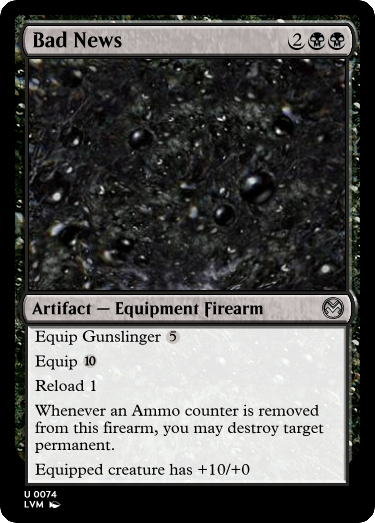 Bad News 2
Artifact — Equipment Firearm
Equip Gunslinger 5
Equip 10
Reload 1
Whenever an Ammo counter is removed
from this firearm, you may destroy target
permanent.
Equipped creature has +10/+0
U 0074
LVM